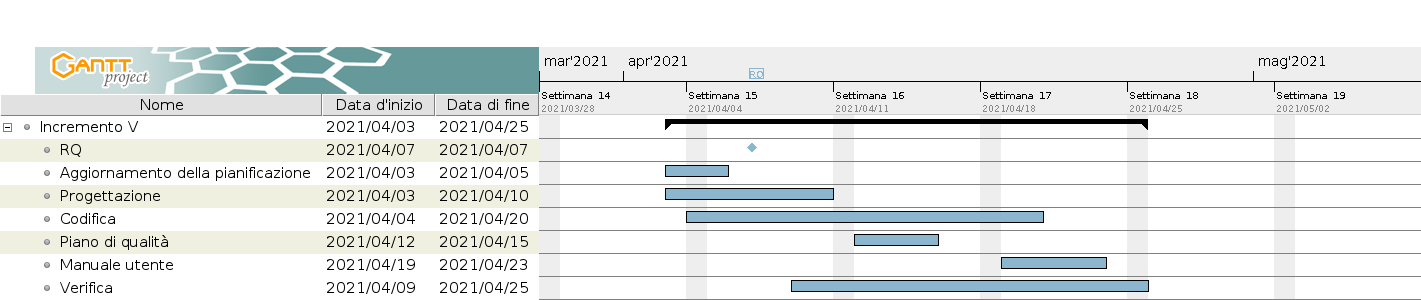 GANTT
project
mar'2021 apr'2021 mag'2021
RQ
Nome Data d'inizio Data di fine
Settimana 14 Settimana 15 Settimana 16 Settimana 17 Settimana 18 Settimana 19
2021/03/28 2021/04/04 2021/04/11 2021/04/18 2021/04/25 2021/05/02
Incremento V 2021/04/03 2021/04/25
RQ 2021/04/07 2021/04/07
Aggiornamento della pianificazione 2021/04/03 2021/04/05
Progettazione 2021/04/03 2021/04/10
Codifica 2021/04/04 2021/04/20
Piano di qualità 2021/04/12 2021/04/15
Manuale utente 2021/04/19 2021/04/23
Verifica 2021/04/09 2021/04/25